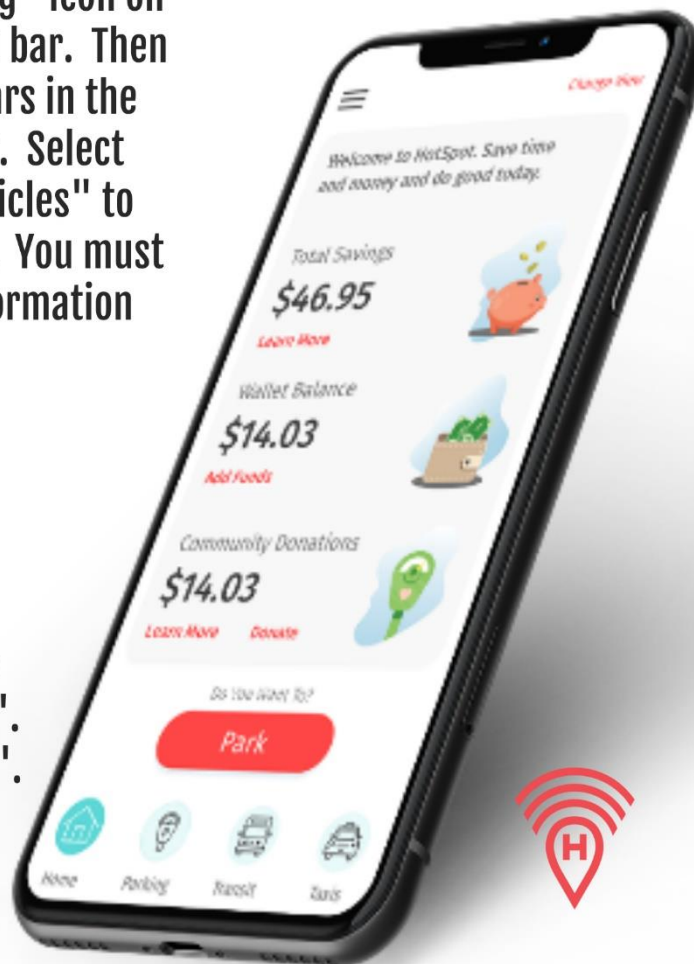 g" icon on
bar. Then
ars in the
. Select
icles" to
You must
ormation
".
".
Change View
Welcome to HotSpot. Save time
and money and do good today.
Total Savings
$46.95
Learn More
Wallet Balance
$14.03
Add Funds
Community Donations
$14.03
Learn More Donate
Do You Want To?
Park
Home Parking Transit Taxis
H